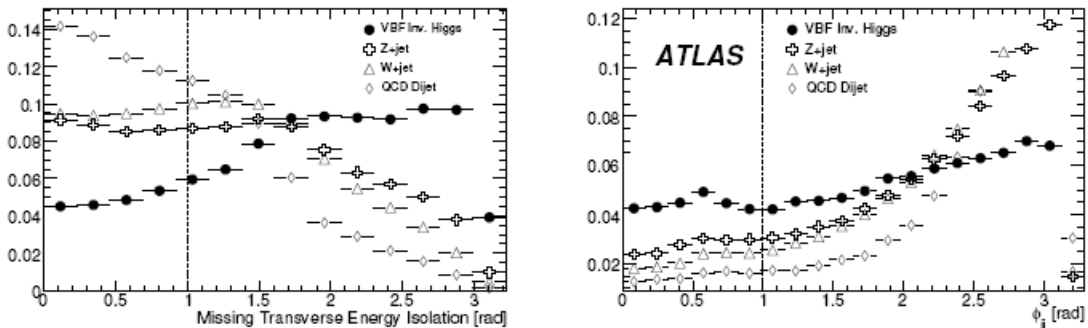 0.14
0.12
0.1
0.08
0.06
0.04
0.02
0
VBF Inv. Higgs
Z+jet
W+jet
QCD Dijet
0 0.5 1 1.5 2 2.5 3
Missing Transverse Energy Isolation [rad]
0.12
0.1
0.08
0.06
0.04
0.02
ATLAS
VBF Inv. Higgs
Z+jet
W+jet
QCD Dijet
0 0.5 1 1.5 2 2.5 3
[rad]